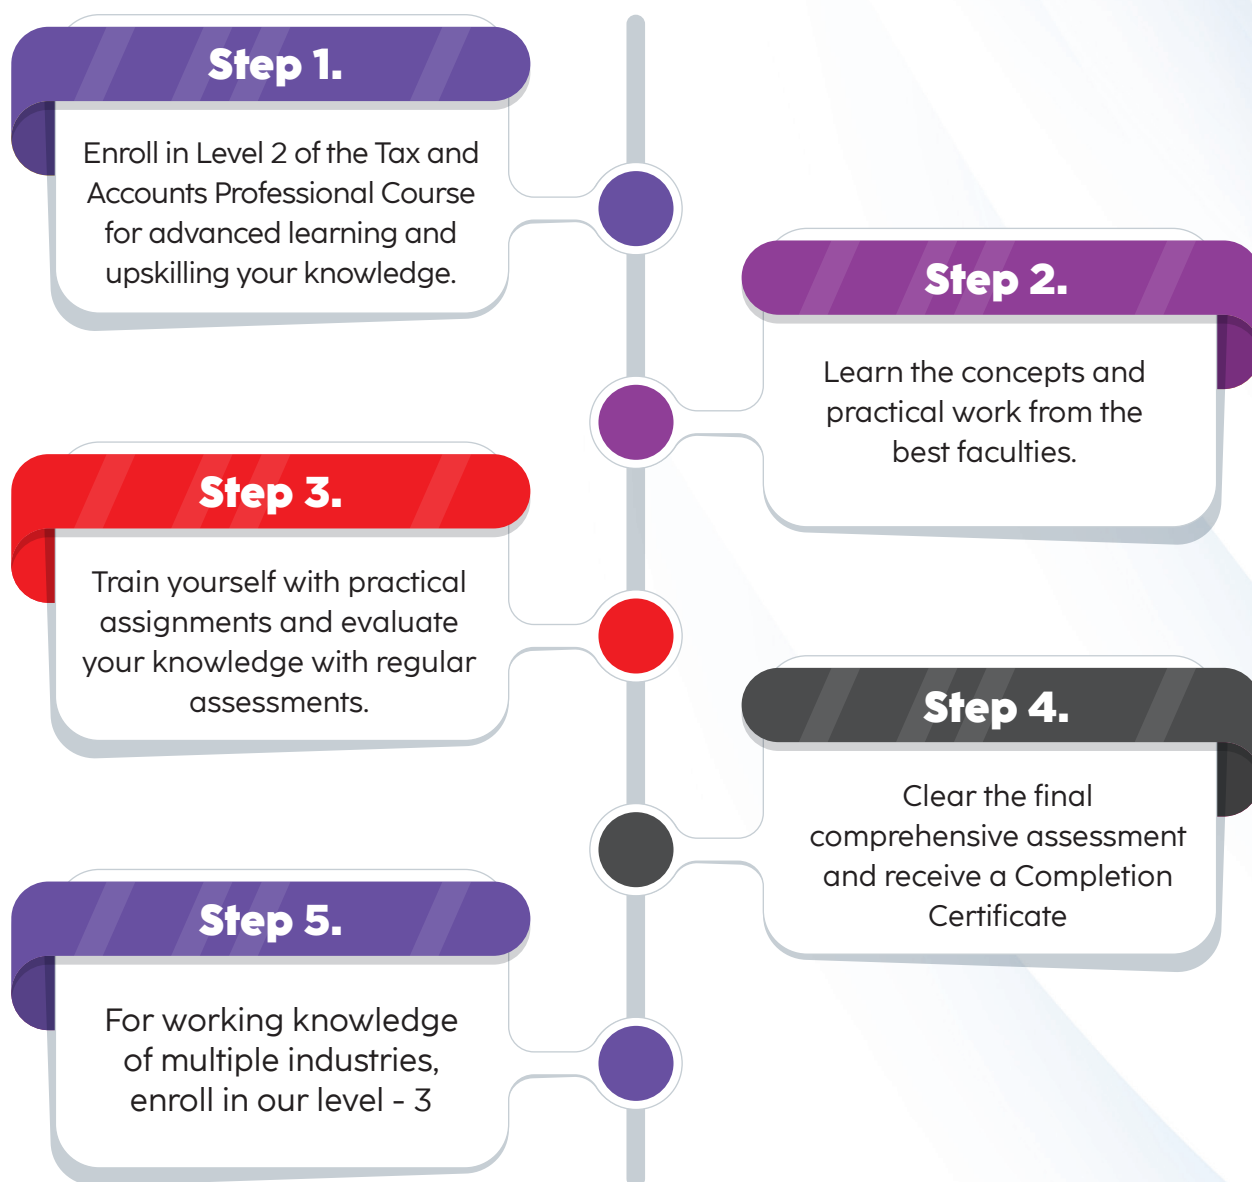 Step 1.
Enroll in Level 2 of the Tax and
Accounts Professional Course
for advanced learning and
upskilling your knowledge.
Step 2.
Learn the concepts and
practical work from the
best faculties.
Step 3.
Train yourself with practical
assignments and evaluate
your knowledge with regular
assessments.
Step 4.
Clear the final
comprehensive assessment
and receive a Completion
Certificate
Step 5.
For working knowledge
of multiple industries,
enroll in our level - 3